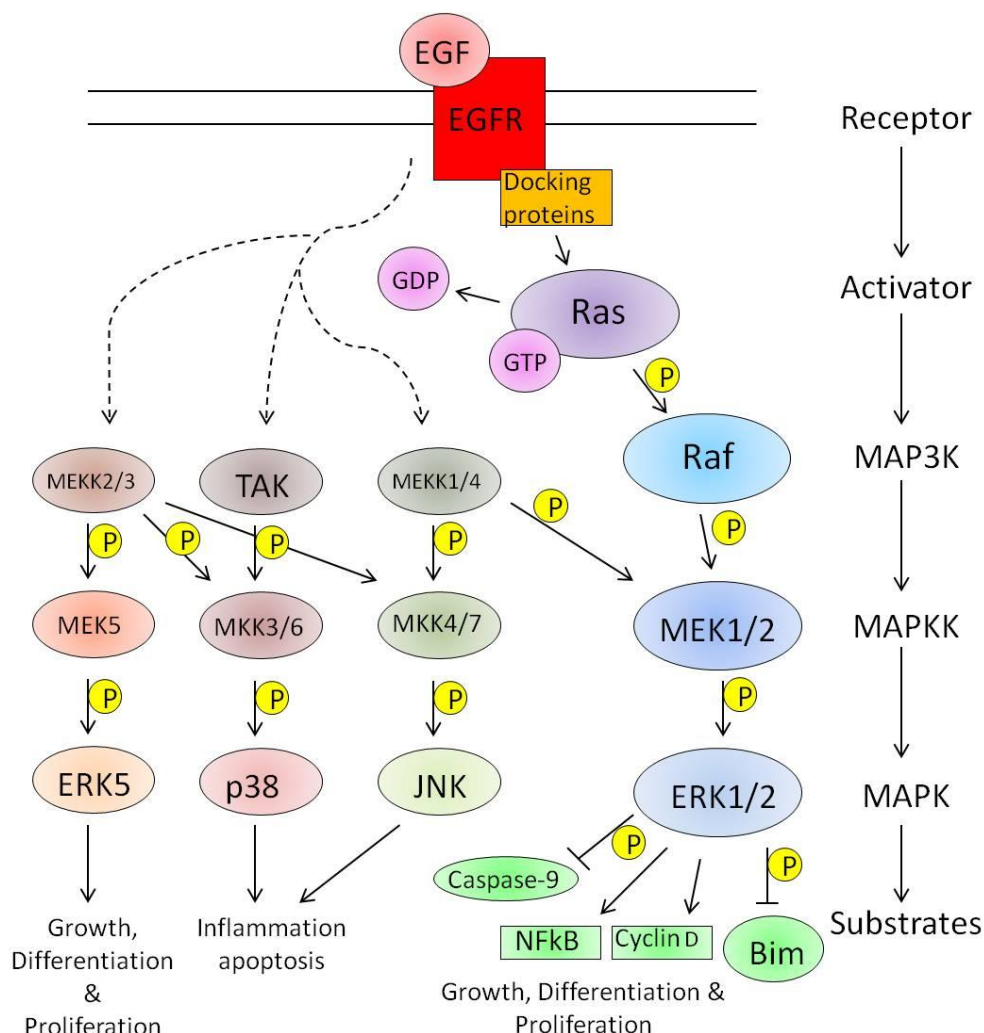 EGF
EGFR
Receptor
Docking
proteins
GDP
Ras
Activator
GTP
P
MEKK2/3
TAK
MEKK1/4
Raf
MAP3K
P
P
P
P
P
P
MEK5
MKK3/6
MKK4/7
MEK1/2
MAPKK
P
P
P
P
ERK5
p38
JNK
ERK1/2
MAPK
P
P
Caspase-9
Growth,
Differentiation
&
Proliferation
Inflammation
apoptosis
NFkB
Cyclin D
Bim
Substrates
Growth, Differentiation &
Proliferation